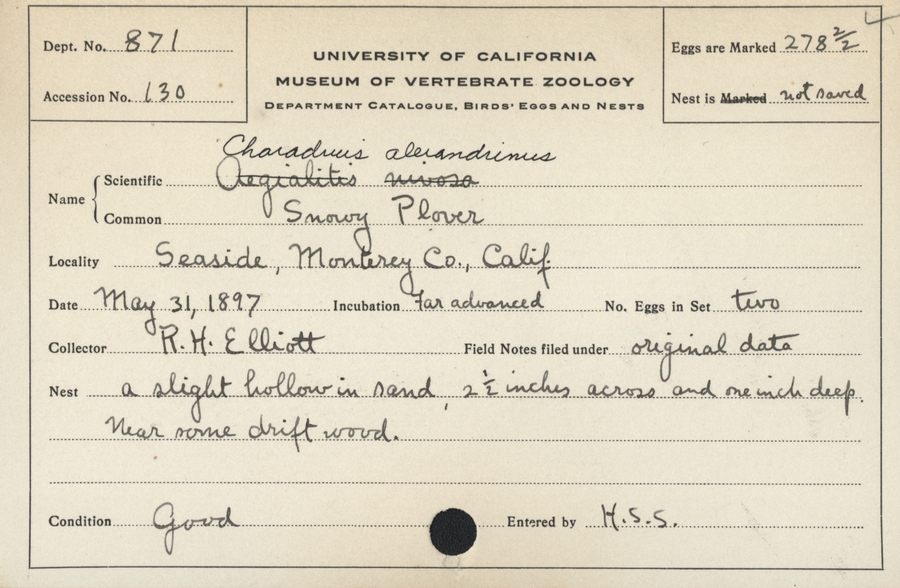 Dept. No. 871
Accession No. 130
UNIVERSITY OF CALIFORNIA
MUSEUM OF VERTEBRATE ZOOLOGY
DEPARTMENT CATALOGUE, BIRDS' EGGS AND NESTS
Eggs are Marked 278 2/2
Nest is Marked not saved
Charadrius alexandrinus
Name Scientific Aegialitis nivosa
Common Snowy Plover
Locality Seaside, Monterey Co., Calif.
Date May 31, 1897 Incubation Far advanced No. Eggs in Set two
Collector R. H. Elliott Field Notes filed under original data
Nest a slight hollow in sand, 2 1/2 inches across and one inch deep.
Near some drift wood.
Condition Good Entered by H.S.S.